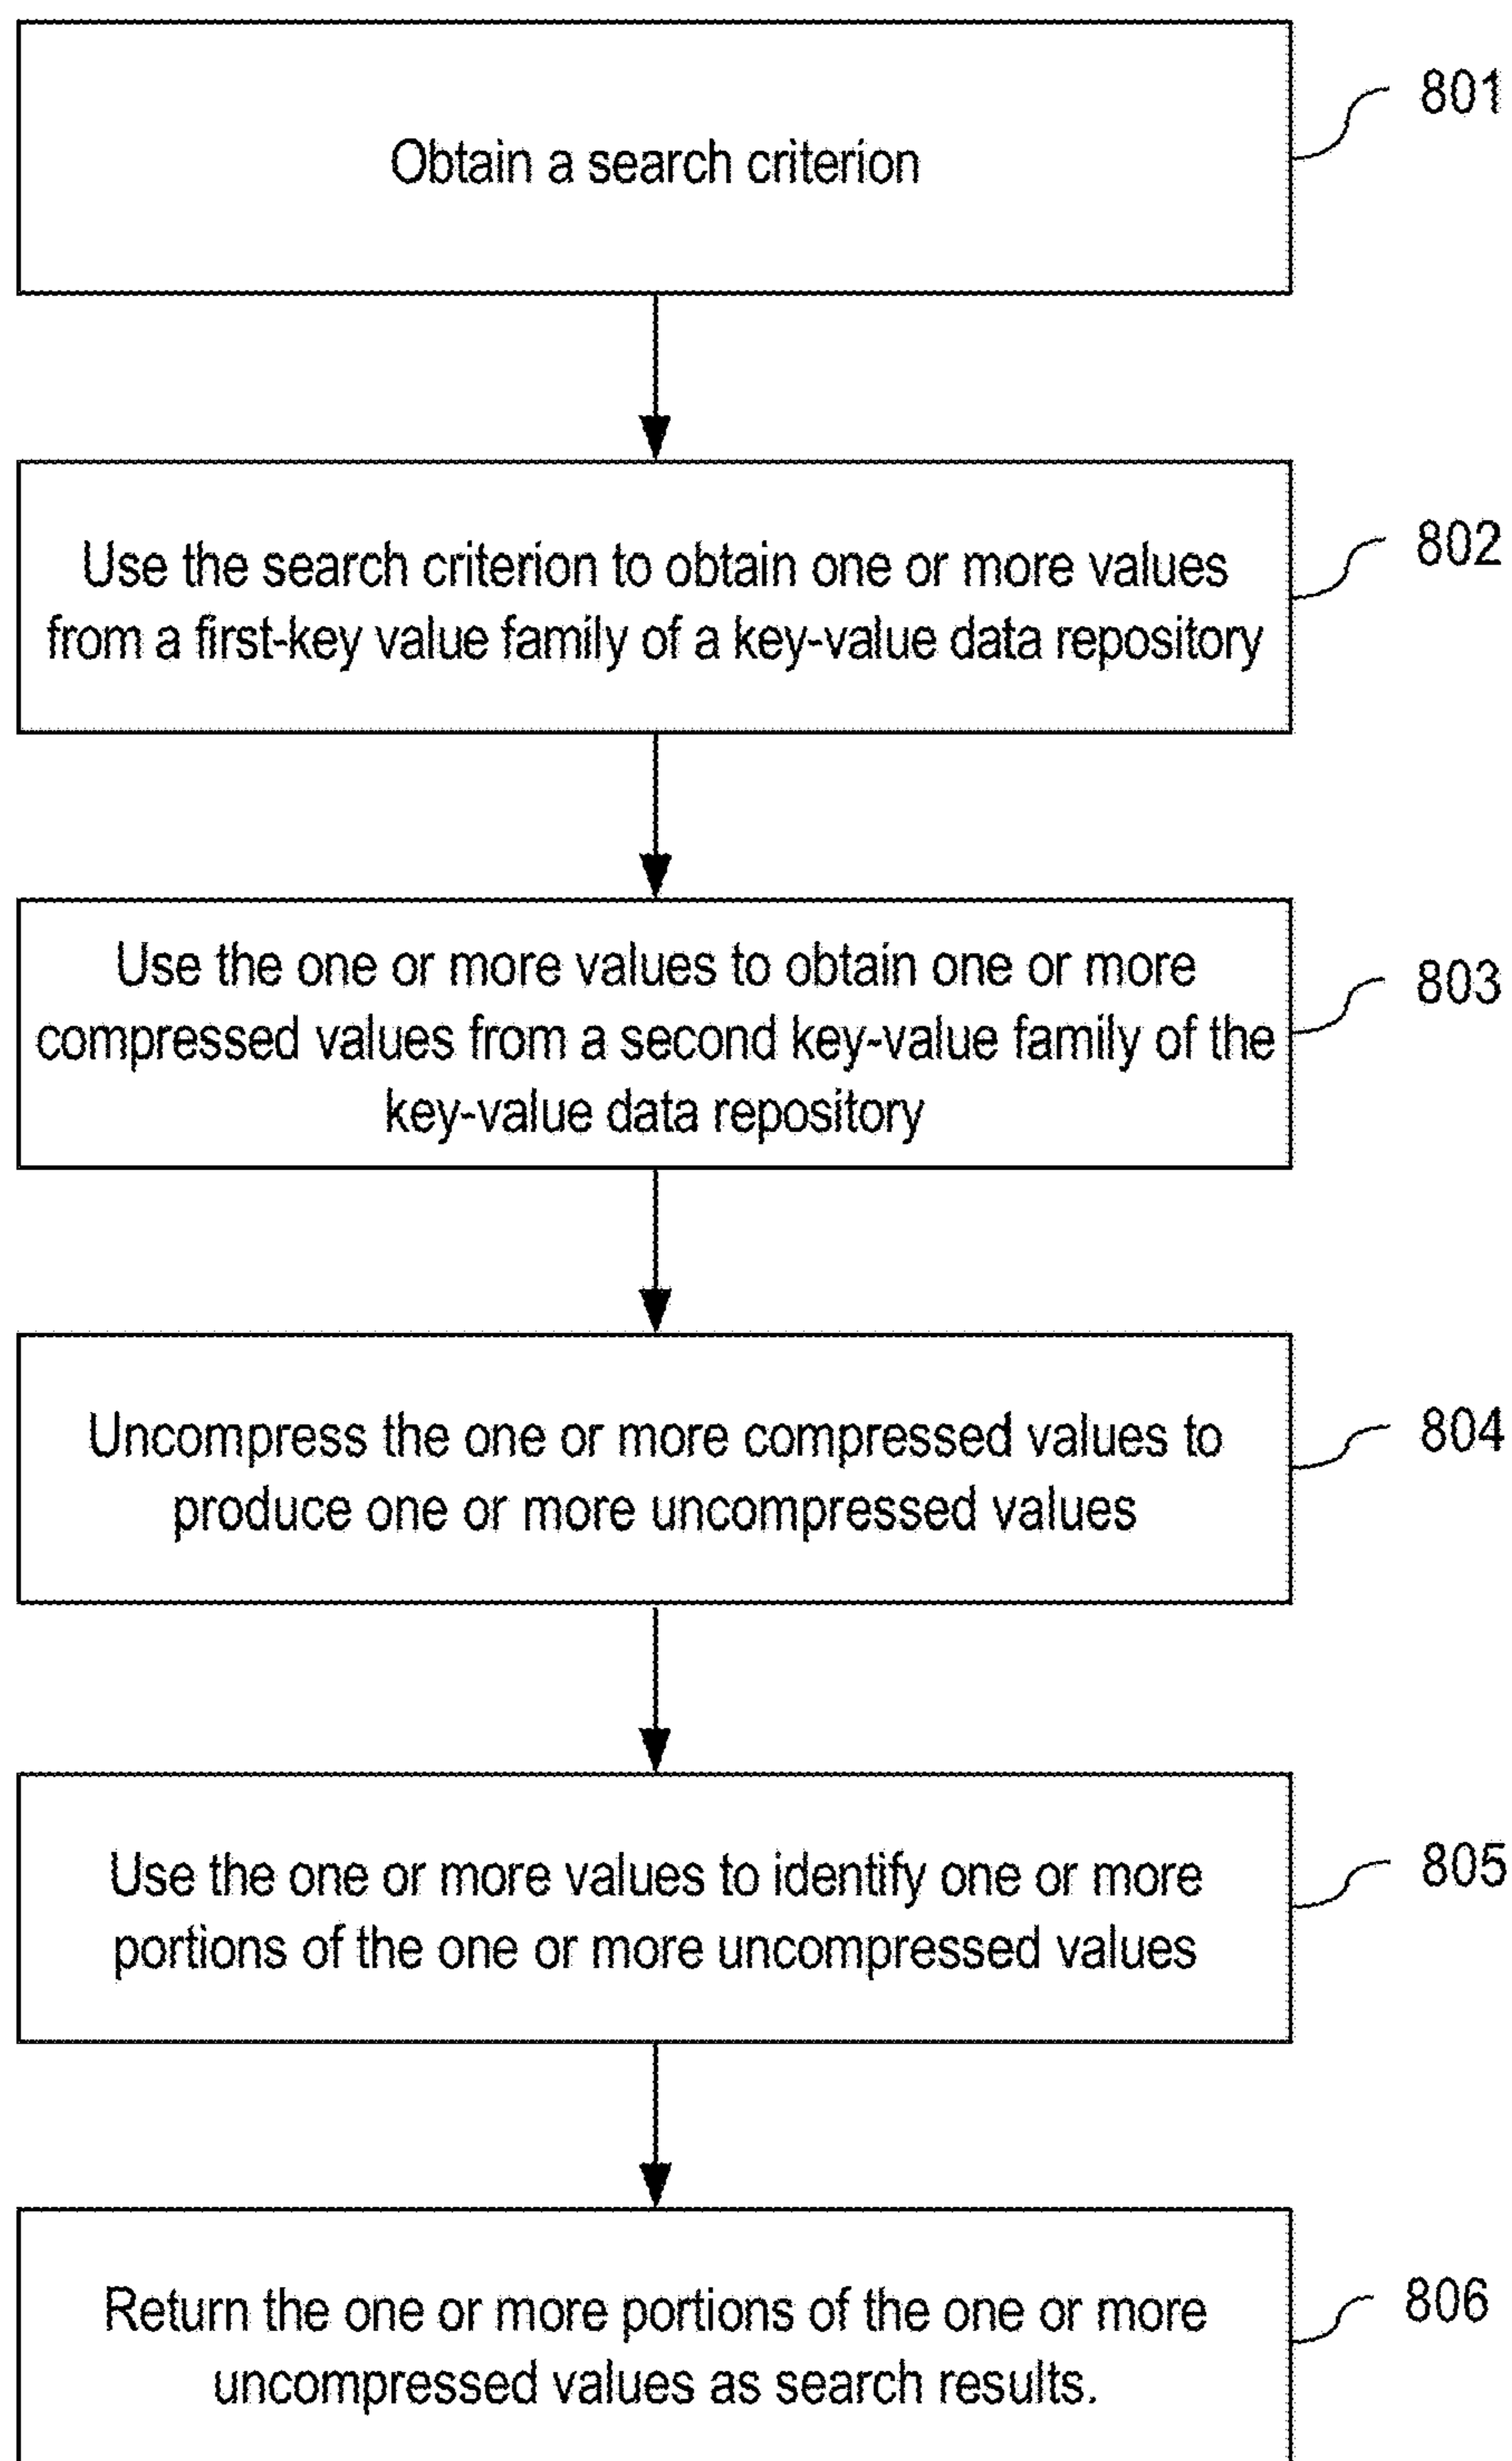 Obtain a search criterion
801
Use the search criterion to obtain one or more values
from a first-key value family of a key-value data repository
802
Use the one or more values to obtain one or more
compressed values from a second key-value family of the
key-value data repository
803
Uncompress the one or more compressed values to
produce one or more uncompressed values
804
Use the one or more values to identify one or more
portions of the one or more uncompressed values
805
Return the one or more portions of the one or more
uncompressed values as search results.
806